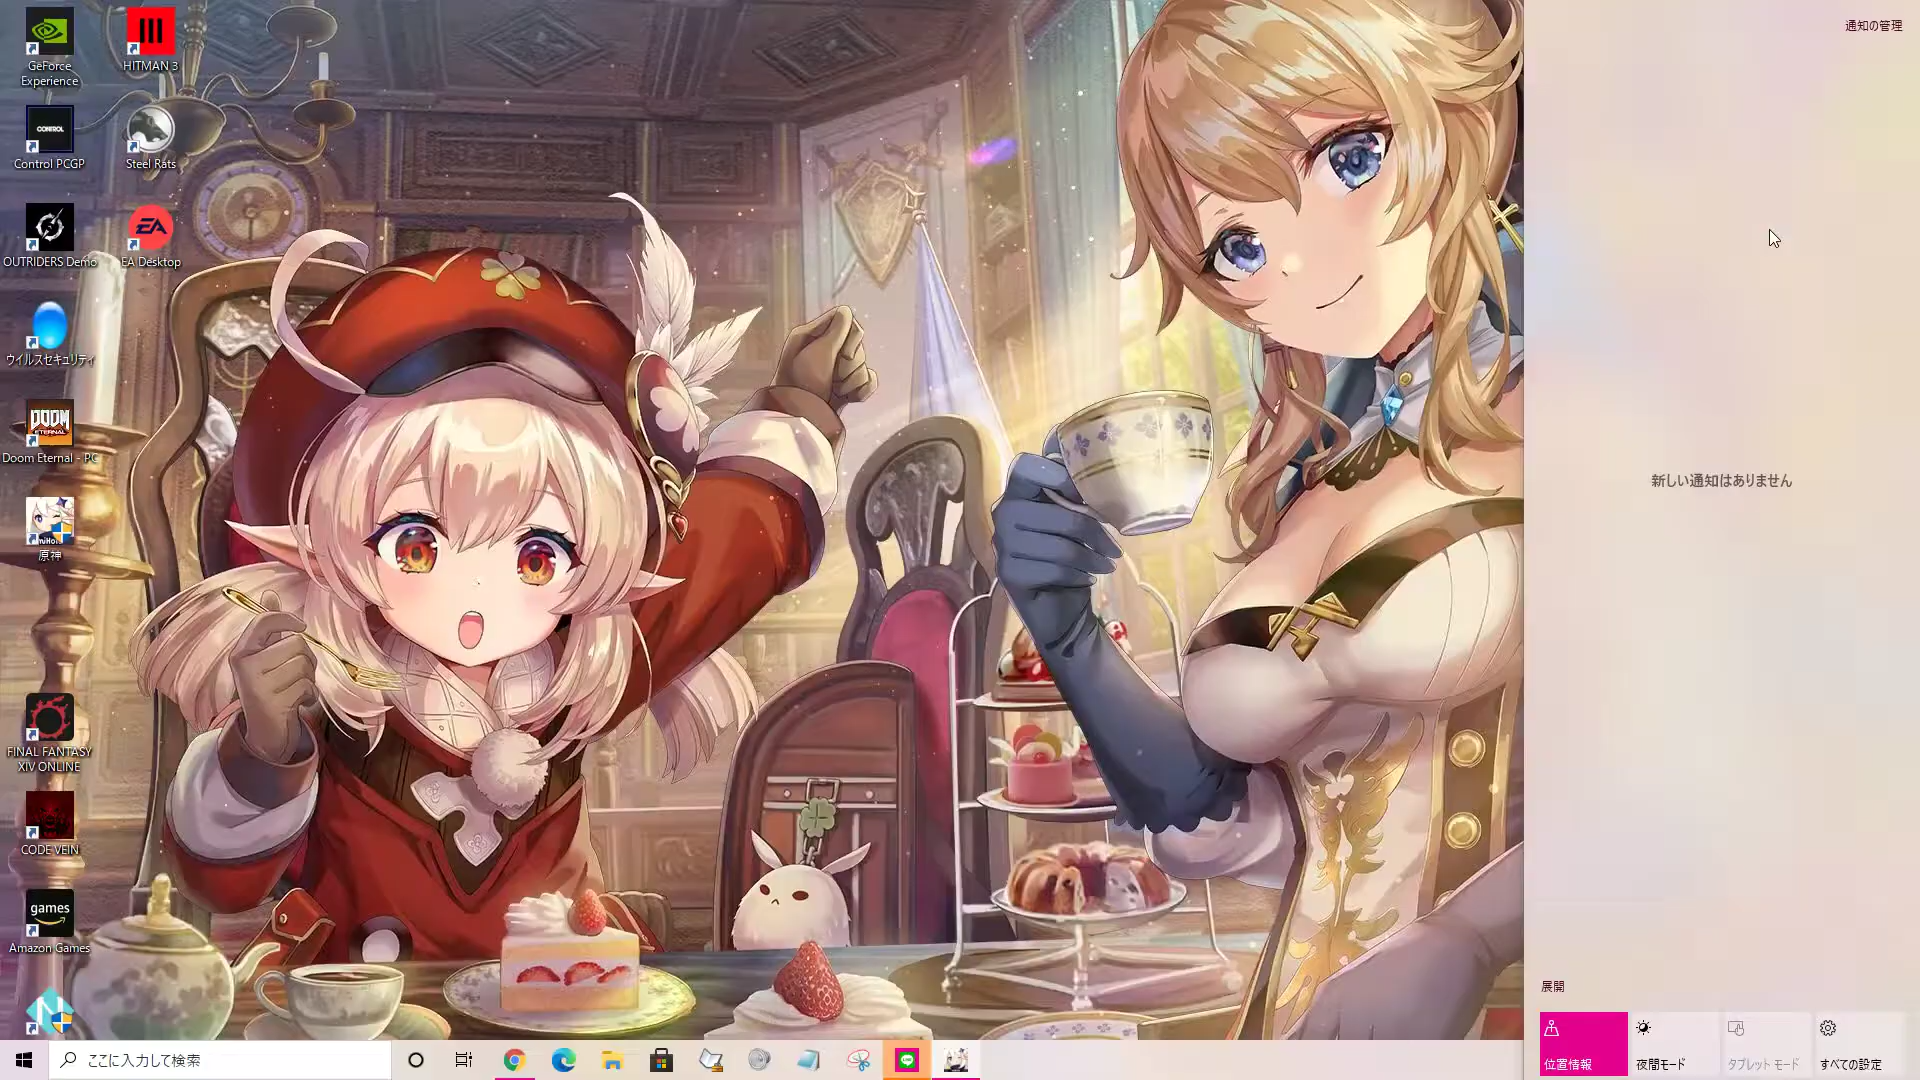 GeForce
Experience
HITMAN 3
CONTROL
Control PCGP
Steel Rats
OUTRIDERS Demo
EA
EA Desktop
ウイルスセキュリティ
DOOM
ETERNAL
Doom Eternal - PC
原神
FINAL FANTASY
XIV ONLINE
CODE VEIN
games
Amazon Games
ここに入力して検索
通知の管理
新しい通知はありません
展開
位置情報
夜間モード
タブレット モード
すべての設定